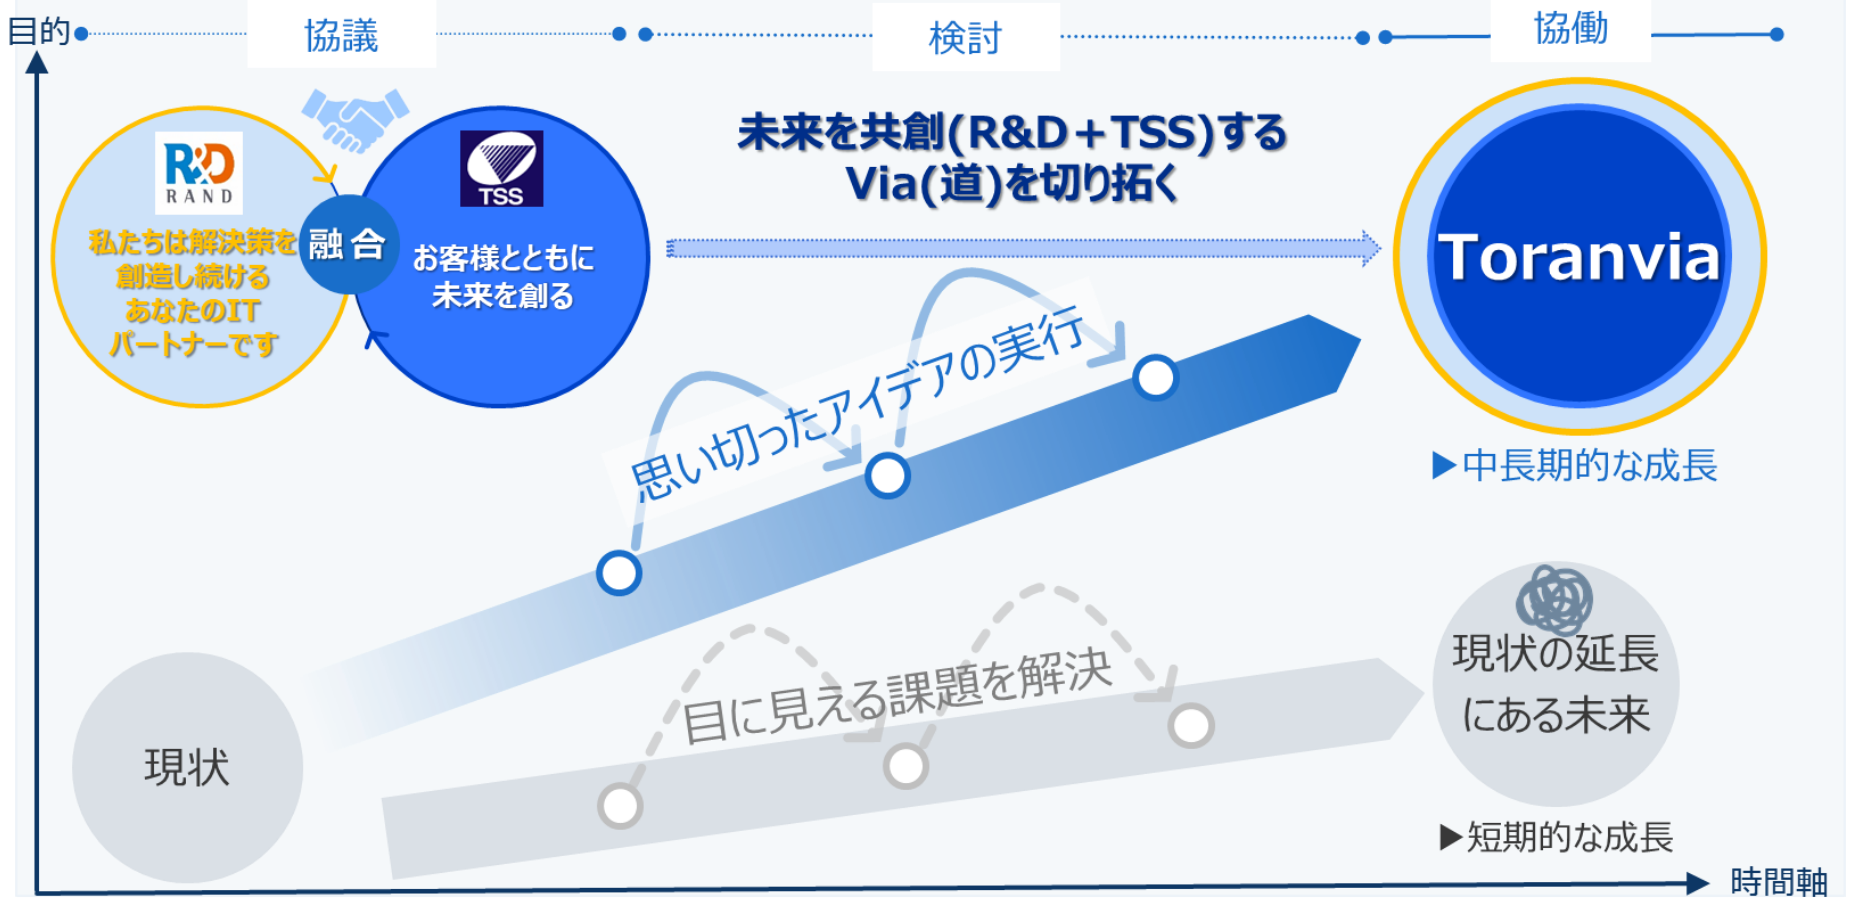 目的
協議
検討
協働
R&D
RAND
私たちは解決策を
創造し続ける
あなたのIT
パートナーです
融合
TSS
お客様とともに
未来を創る
未来を共創(R&D+TSS)する
Via(道)を切り拓く
Toranvia
▶中長期的な成長
思い切ったアイデアの実行
目に見える課題を解決
現状
現状の延長
にある未来
▶短期的な成長
時間軸